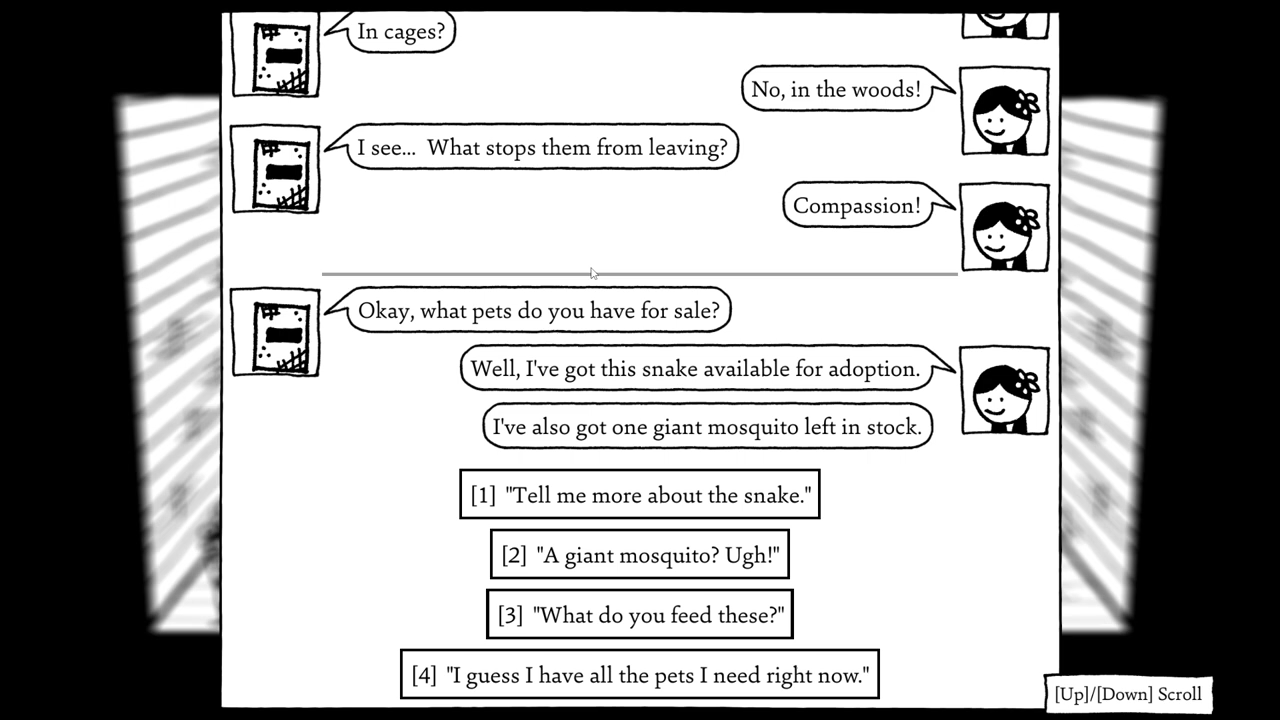 In cages?
No, in the woods!
I see... What stops them from leaving?
Compassion!
Okay, what pets do you have for sale?
Well, I've got this snake available for adoption.
I've also got one giant mosquito left in stock.
[1] "Tell me more about the snake."
[2] "A giant mosquito? Ugh!"
[3] "What do you feed these?"
[4] "I guess I have all the pets I need right now."
[Up]/[Down] Scroll